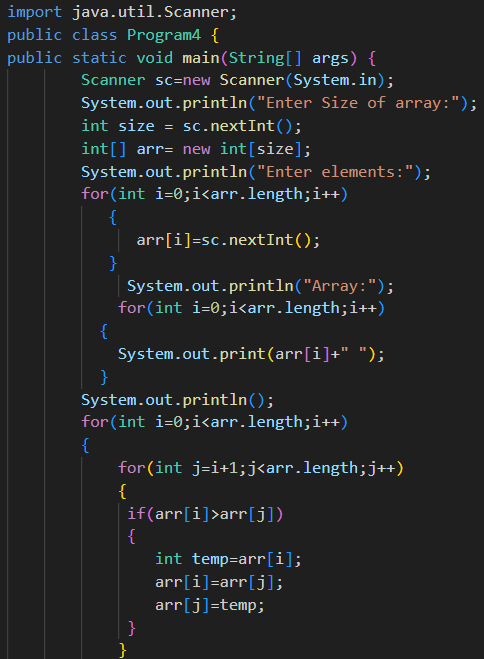 import java.util.Scanner;
public class Program4 {
public static void main(String[] args) {
        Scanner sc=new Scanner(System.in);
        System.out.println("Enter Size of array:");
        int size = sc.nextInt();
        int[] arr= new int[size];
        System.out.println("Enter elements:");
        for(int i=0;i<arr.length;i++)
           {
              arr[i]=sc.nextInt();
           }
             System.out.println("Array:");
            for(int i=0;i<arr.length;i++)
          {
            System.out.print(arr[i]+" ");
          }
        System.out.println();
        for(int i=0;i<arr.length;i++)
        {
            for(int j=i+1;j<arr.length;j++)
            {
             if(arr[i]>arr[j])
             {
                int temp=arr[i];
                arr[i]=arr[j];
                arr[j]=temp;
             }
            }